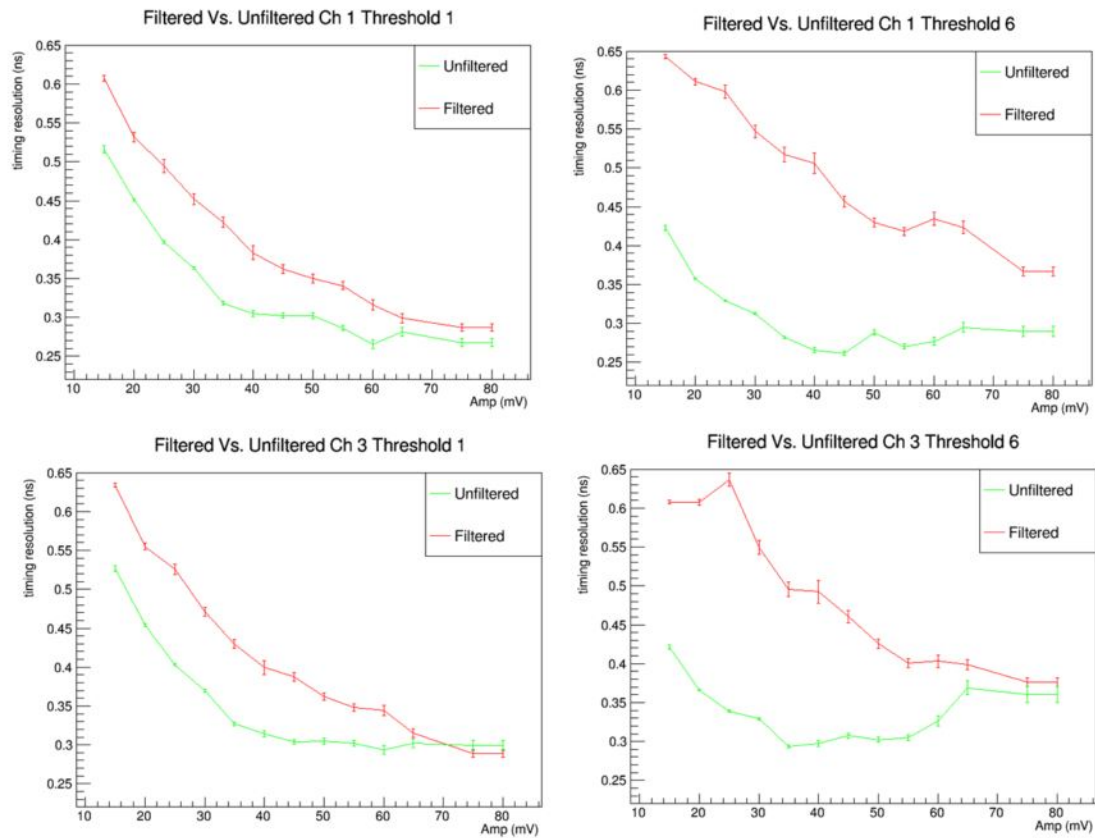 Filtered Vs. Unfiltered Ch 1 Threshold 1
timing resolution (ns)
0.65
0.6
0.55
0.5
0.45
0.4
0.35
0.3
0.25
Unfiltered
Filtered
10 20 30 40 50 60 70 80
Amp (mV)
Filtered Vs. Unfiltered Ch 1 Threshold 6
timing resolution (ns)
0.65
0.6
0.55
0.5
0.45
0.4
0.35
0.3
0.25
Unfiltered
Filtered
10 20 30 40 50 60 70 80
Amp (mV)
Filtered Vs. Unfiltered Ch 3 Threshold 1
timing resolution (ns)
0.65
0.6
0.55
0.5
0.45
0.4
0.35
0.3
0.25
Unfiltered
Filtered
10 20 30 40 50 60 70 80
Amp (mV)
Filtered Vs. Unfiltered Ch 3 Threshold 6
timing resolution (ns)
0.65
0.6
0.55
0.5
0.45
0.4
0.35
0.3
0.25
Unfiltered
Filtered
10 20 30 40 50 60 70 80
Amp (mV)